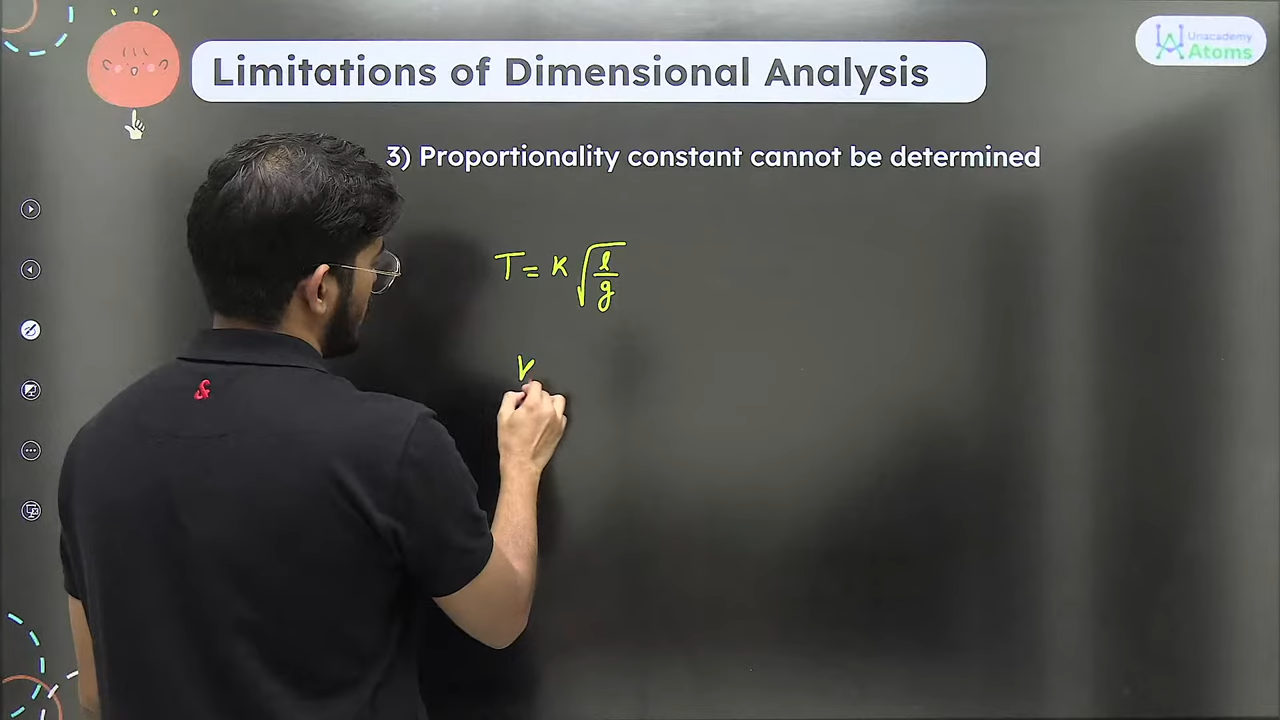 Limitations of Dimensional Analysis
Unacademy
Atoms
3) Proportionality constant cannot be determined
T = K √(l/g)